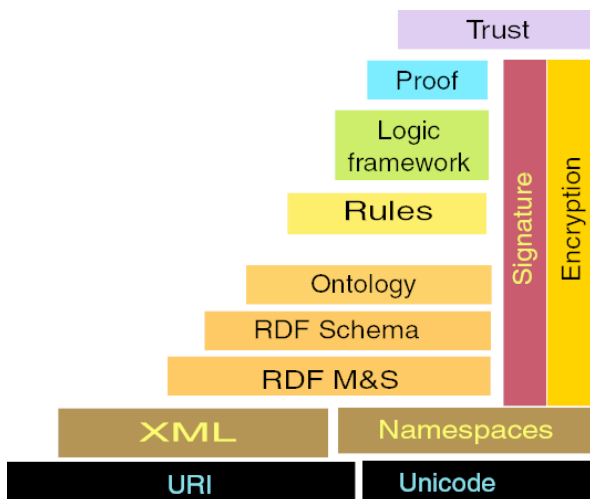 Trust
Proof
Logic
framework
Rules
Ontology
RDF Schema
RDF M&S
Signature
Encryption
XML
Namespaces
URI
Unicode